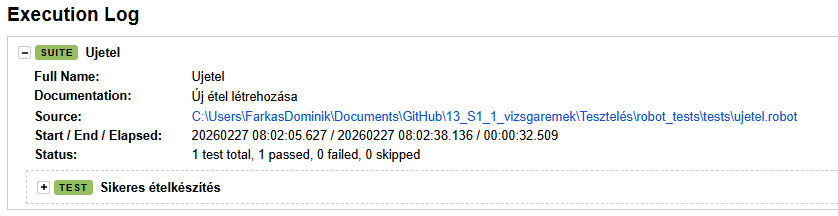 Execution Log
SUITE Ujetel
Full Name: Ujetel
Documentation: Új étel létrehozása
Source: C:\Users\FarkasDominik\Documents\GitHub\13_S1_1_vizsgaremek\Tesztelés\robot_tests\tests\ujetel.robot
Start / End / Elapsed: 20260227 08:02:05.627 / 20260227 08:02:38.136 / 00:00:32.509
Status: 1 test total, 1 passed, 0 failed, 0 skipped
TEST Sikeres ételkészítés